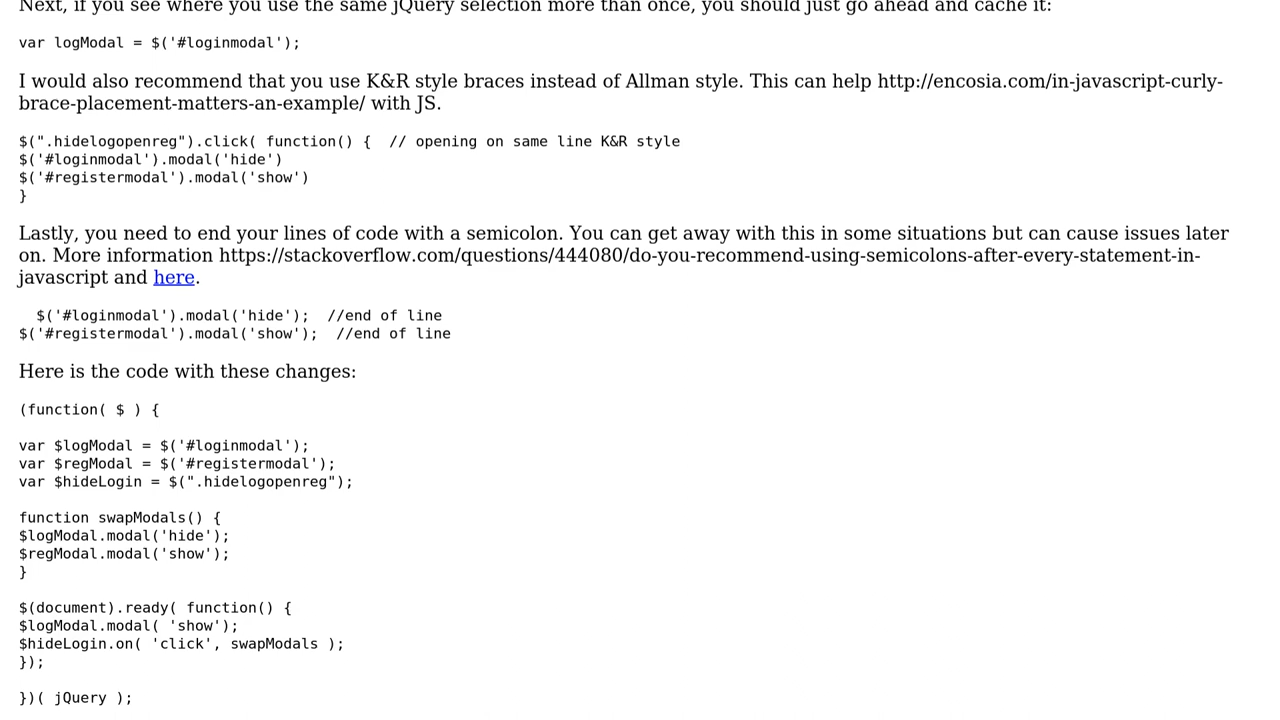 Next, if you see where you use the same jQuery selection more than once, you should just go ahead and cache it:
var logModal = $('#loginmodal');
I would also recommend that you use K&R style braces instead of Allman style. This can help http://encosia.com/in-javascript-curly-
brace-placement-matters-an-example/ with JS.
$(".hidelogopenreg").click( function() {  // opening on same line K&R style
$('#loginmodal').modal('hide')
$('#registermodal').modal('show')
}
Lastly, you need to end your lines of code with a semicolon. You can get away with this in some situations but can cause issues later
on. More information https://stackoverflow.com/questions/444080/do-you-recommend-using-semicolons-after-every-statement-in-
javascript and here.
  $('#loginmodal').modal('hide');  //end of line
$('#registermodal').modal('show');  //end of line
Here is the code with these changes:
(function( $ ) {
var $logModal = $('#loginmodal');
var $regModal = $('#registermodal');
var $hideLogin = $(".hidelogopenreg");
function swapModals() {
$logModal.modal('hide');
$regModal.modal('show');
}
$(document).ready( function() {
$logModal.modal( 'show');
$hideLogin.on( 'click', swapModals );
});
})( jQuery );